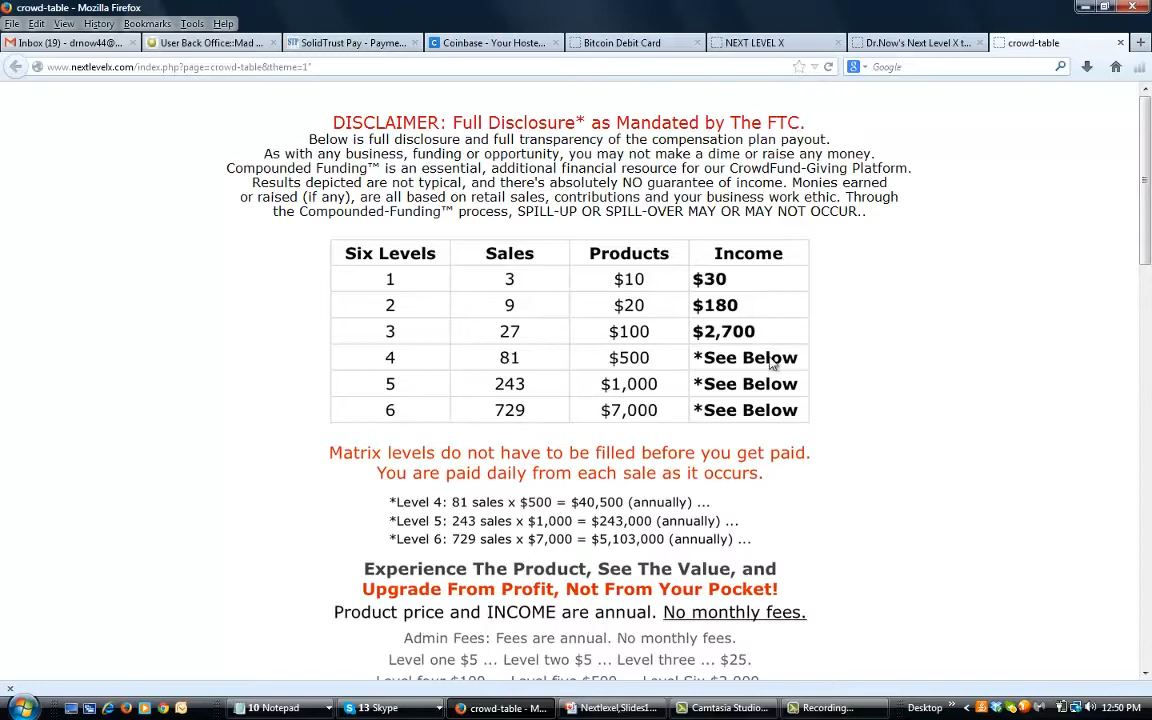 crowd-table - Mozilla Firefox
File Edit View History Bookmarks Tools Help
Inbox (19) - drnow44@... × User Back Office::Mad ... × STP SolidTrust Pay - Payme... × Coinbase - Your Hoste... × Bitcoin Debit Card × NEXT LEVEL X × Dr.Now's Next Level X t... × crowd-table × +
www.nextlevelx.com/index.php?page=crowd-table&theme=1" Google
DISCLAIMER: Full Disclosure* as Mandated by The FTC.
Below is full disclosure and full transparency of the compensation plan payout.
As with any business, funding or opportunity, you may not make a dime or raise any money.
Compounded Funding™ is an essential, additional financial resource for our CrowdFund-Giving Platform.
Results depicted are not typical, and there's absolutely NO guarantee of income. Monies earned
or raised (if any), are all based on retail sales, contributions and your business work ethic. Through
the Compounded-Funding™ process, SPILL-UP OR SPILL-OVER MAY OR MAY NOT OCCUR..
Six Levels Sales Products Income
1 3 $10 $30
2 9 $20 $180
3 27 $100 $2,700
4 81 $500 *See Below
5 243 $1,000 *See Below
6 729 $7,000 *See Below
Matrix levels do not have to be filled before you get paid.
You are paid daily from each sale as it occurs.
*Level 4: 81 sales x $500 = $40,500 (annually) ...
*Level 5: 243 sales x $1,000 = $243,000 (annually) ...
*Level 6: 729 sales x $7,000 = $5,103,000 (annually) ...
Experience The Product, See The Value, and
Upgrade From Profit, Not From Your Pocket!
Product price and INCOME are annual. No monthly fees.
Admin Fees: Fees are annual. No monthly fees.
Level one $5 ... Level two $5 ... Level three ... $25.
Level four $100 ... Level five $500 ... Level Six $2,000
10 Notepad 13 Skype crowd-table - M... Nextlexel,Slides1... Camtasia Studio... Recording... Desktop 12:50 PM